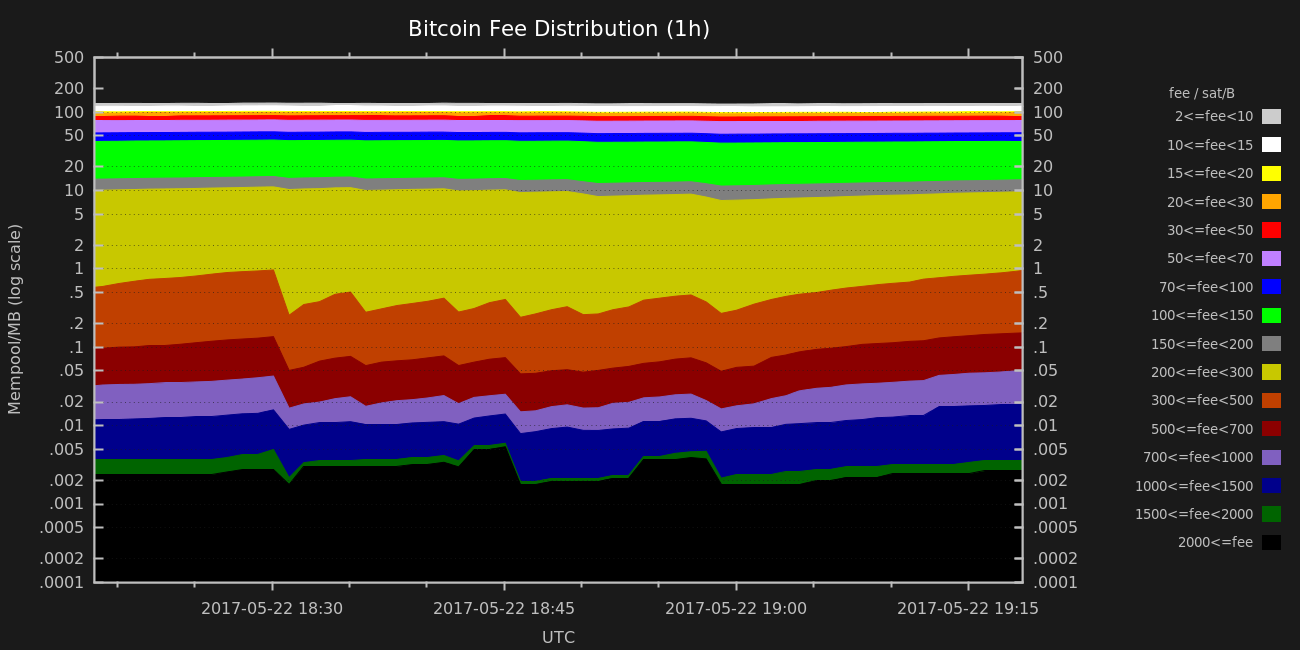 Bitcoin Fee Distribution (1h)
Mempool/MB (log scale)
500
200
100
50
20
10
5
2
1
.5
.2
.1
.05
.02
.01
.005
.002
.001
.0005
.0002
.0001
500
200
100
50
20
10
5
2
1
.5
.2
.1
.05
.02
.01
.005
.002
.001
.0005
.0002
.0001
2017-05-22 18:30 2017-05-22 18:45 2017-05-22 19:00 2017-05-22 19:15
UTC
fee / sat/B
2<=fee<10
10<=fee<15
15<=fee<20
20<=fee<30
30<=fee<50
50<=fee<70
70<=fee<100
100<=fee<150
150<=fee<200
200<=fee<300
300<=fee<500
500<=fee<700
700<=fee<1000
1000<=fee<1500
1500<=fee<2000
2000<=fee